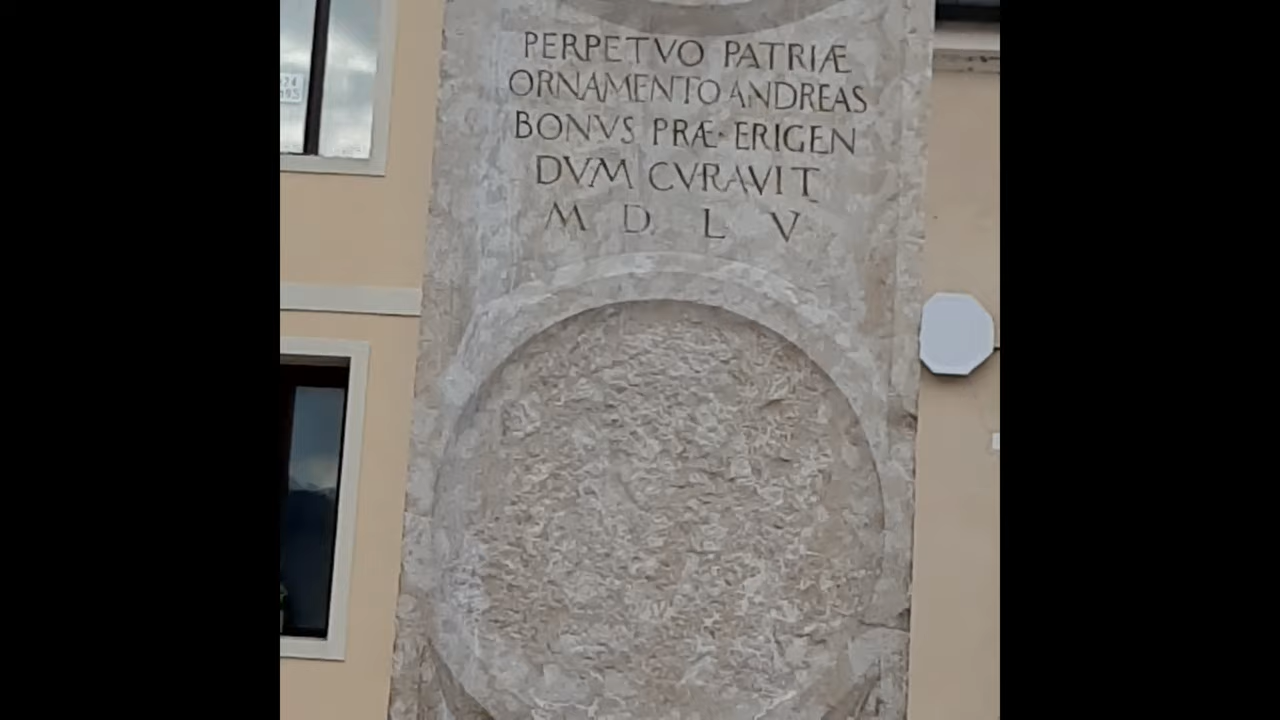 PERPETVO PATRIÆ
ORNAMENTO ANDREAS
BONVS PRÆ· ERIGEN
DVM CVRAVIT
M D L V